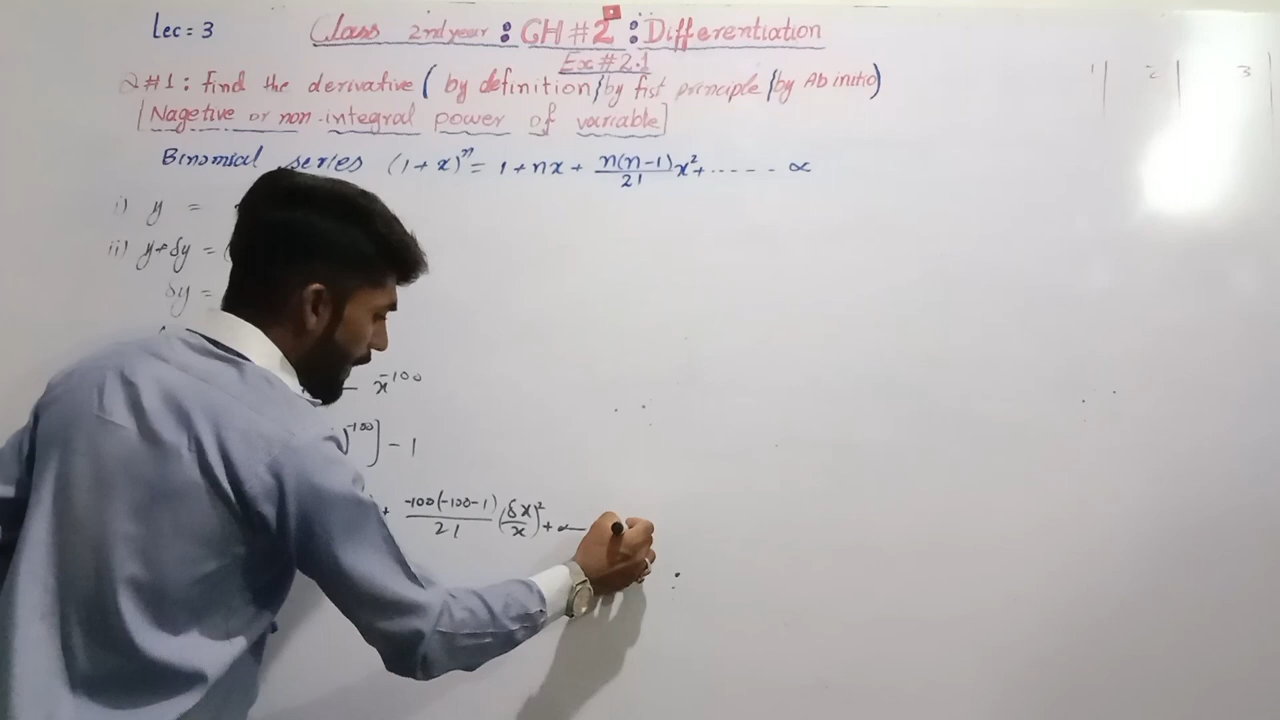 Lec = 3 Class 2nd year : CH # 2 : Differentiation
Ex # 2.1
Q # 1 : Find the derivative ( by definition / by fist principle / by Ab initio)
[Nagetive or non-integral power of variable]
Binomial series (1 + x)ⁿ = 1 + nx + n(n-1)/2! x² + ------ ∝
1 | 2 | 3 |
i) y =
ii) y + δy = (
δy =
- x⁻¹⁰⁰
)⁻¹⁰⁰] - 1
+ -100(-100-1)/2! (δx/x)² +